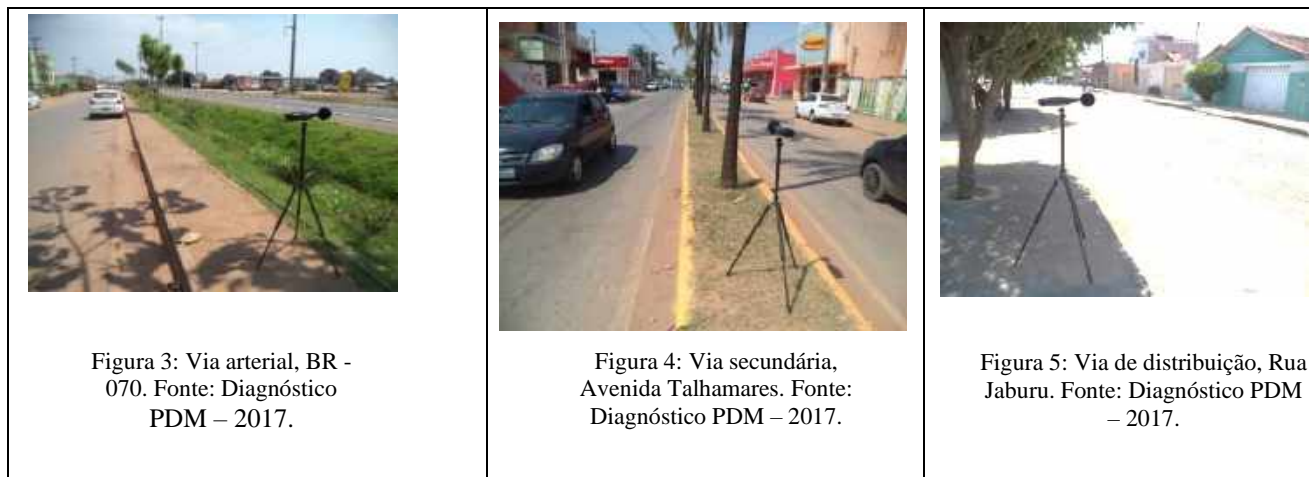 Figura 3: Via arterial, BR -
070. Fonte: Diagnóstico
PDM – 2017.
Figura 4: Via secundária,
Avenida Talhamares. Fonte:
Diagnóstico PDM – 2017.
Figura 5: Via de distribuição, Rua
Jaburu. Fonte: Diagnóstico PDM
– 2017.